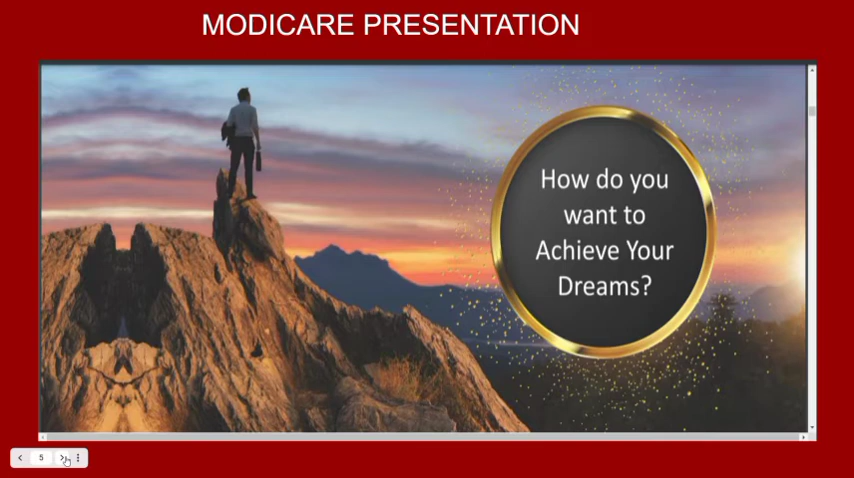 MODICARE PRESENTATION
How do you
want to
Achieve Your
Dreams?
5